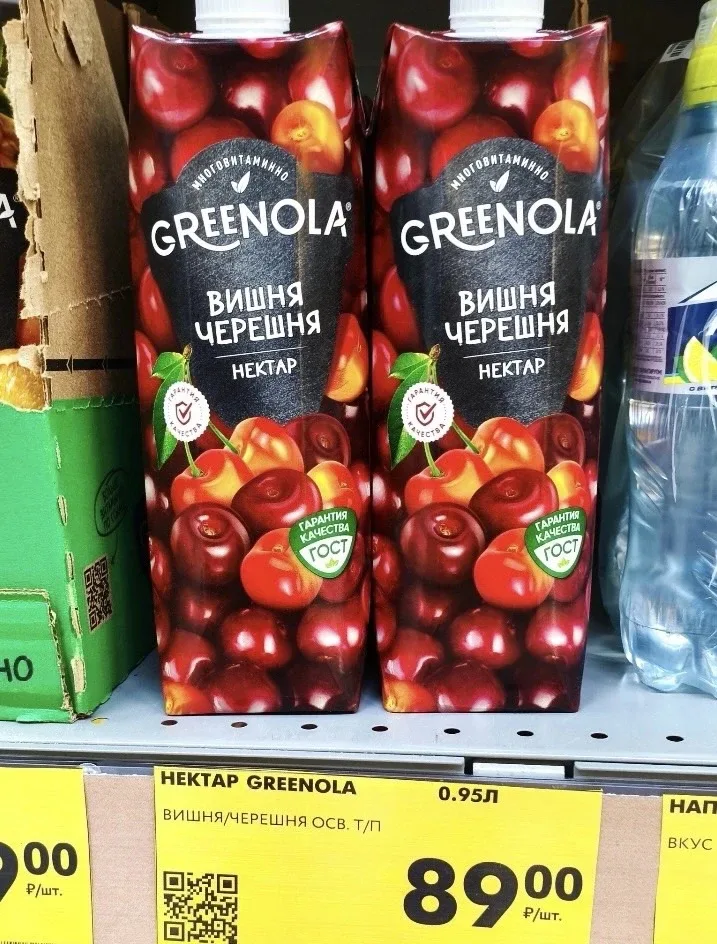 МНОГОВИТАМИННО
GREENOLA®
ВИШНЯ
ЧЕРЕШНЯ
НЕКТАР
ГАРАНТИЯ
КАЧЕСТВА
ГАРАНТИЯ
КАЧЕСТВА
ГОСТ
МНОГОВИТАМИННО
GREENOLA®
ВИШНЯ
ЧЕРЕШНЯ
НЕКТАР
ГАРАНТИЯ
КАЧЕСТВА
ГАРАНТИЯ
КАЧЕСТВА
ГОСТ
НО
00
₽/шт.
НЕКТАР GREENOLA 0.95Л
ВИШНЯ/ЧЕРЕШНЯ ОСВ. Т/П
89 00
₽/шт.
НАП
ВКУС